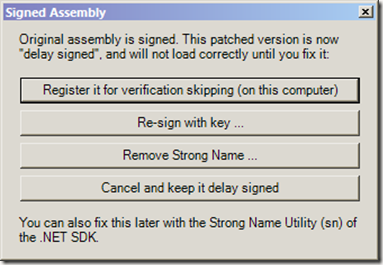 Signed Assembly
Original assembly is signed. This patched version is now
"delay signed", and will not load correctly until you fix it:
Register it for verification skipping (on this computer)
Re-sign with key ...
Remove Strong Name ...
Cancel and keep it delay signed
You can also fix this later with the Strong Name Utility (sn) of
the .NET SDK.